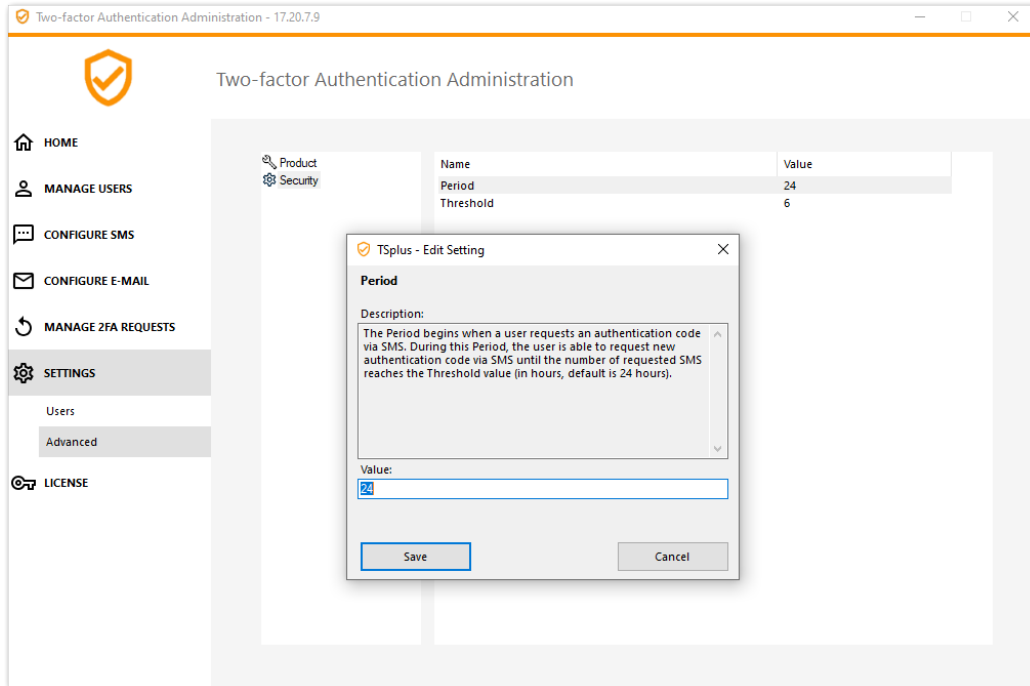 Two-factor Authentication Administration - 17.20.7.9
Two-factor Authentication Administration
HOME
MANAGE USERS
CONFIGURE SMS
CONFIGURE E-MAIL
MANAGE 2FA REQUESTS
SETTINGS
Users
Advanced
LICENSE
Product
Security
Name Value
Period 24
Threshold 6
TSplus - Edit Setting
Period
Description:
The Period begins when a user requests an authentication code
via SMS. During this Period, the user is able to request new
authentication code via SMS until the number of requested SMS
reaches the Threshold value (in hours, default is 24 hours).
Value:
24
Save Cancel